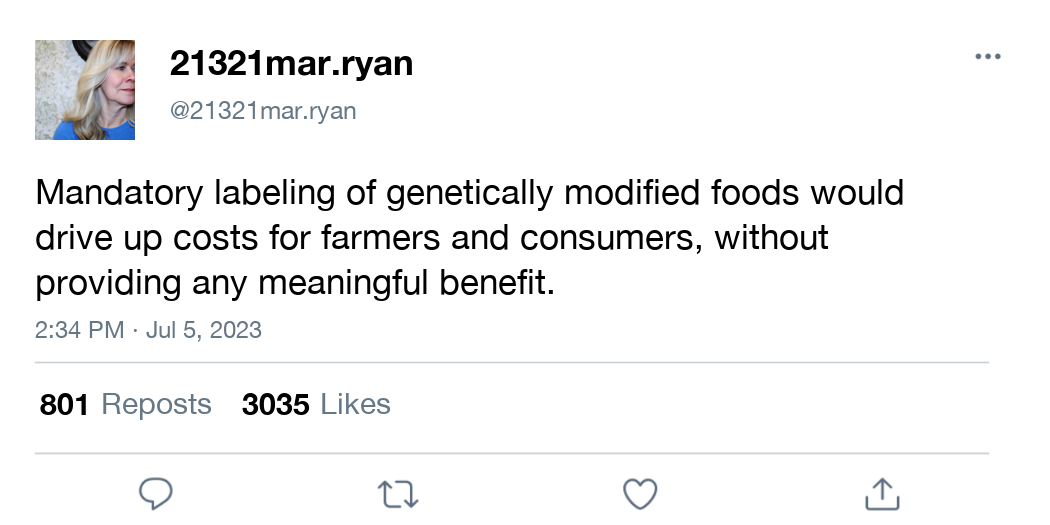 21321mar.ryan
@21321mar.ryan
Mandatory labeling of genetically modified foods would
drive up costs for farmers and consumers, without
providing any meaningful benefit.
2:34 PM · Jul 5, 2023
801 Reposts 3035 Likes